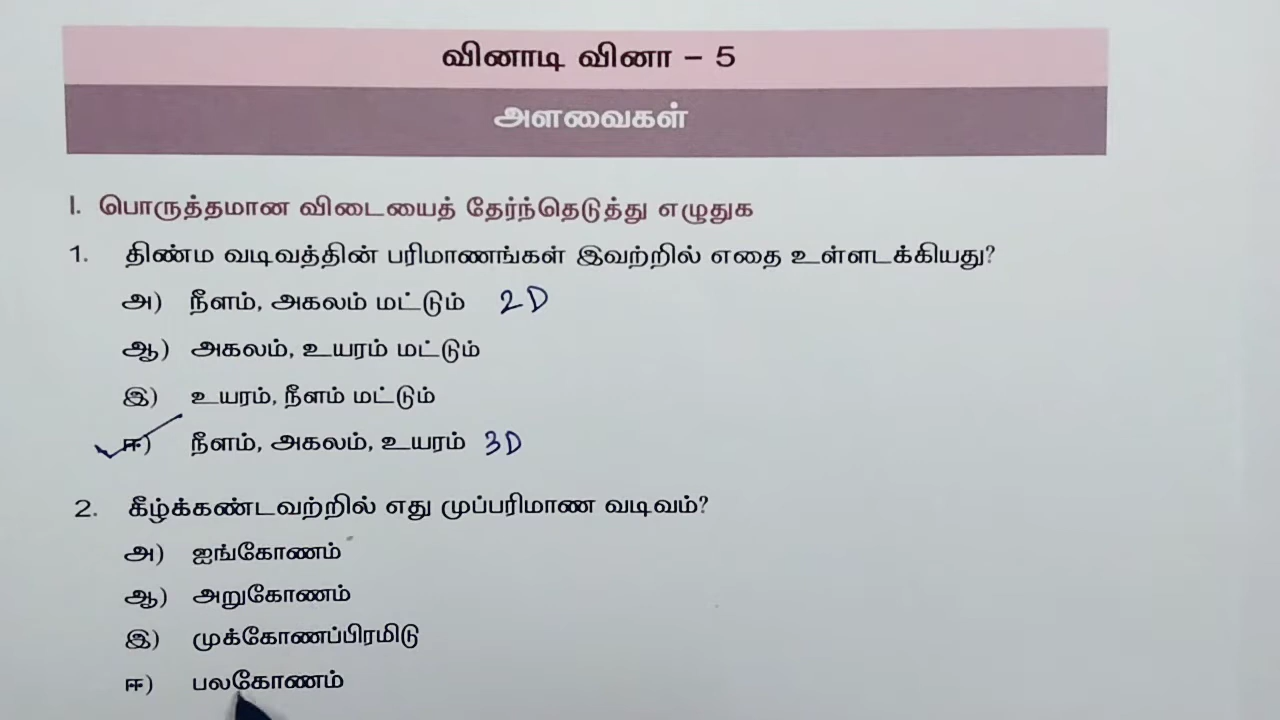 வினாடி வினா – 5
அளவைகள்
I. பொருத்தமான விடையைத் தேர்ந்தெடுத்து எழுதுக
1. திண்ம வடிவத்தின் பரிமாணங்கள் இவற்றில் எதை உள்ளடக்கியது?
அ) நீளம், அகலம் மட்டும் 2D
ஆ) அகலம், உயரம் மட்டும்
இ) உயரம், நீளம் மட்டும்
ஈ) நீளம், அகலம், உயரம் 3D
2. கீழ்க்கண்டவற்றில் எது முப்பரிமாண வடிவம்?
அ) ஐங்கோணம்
ஆ) அறுகோணம்
இ) முக்கோணப்பிரமிடு
ஈ) பலகோணம்